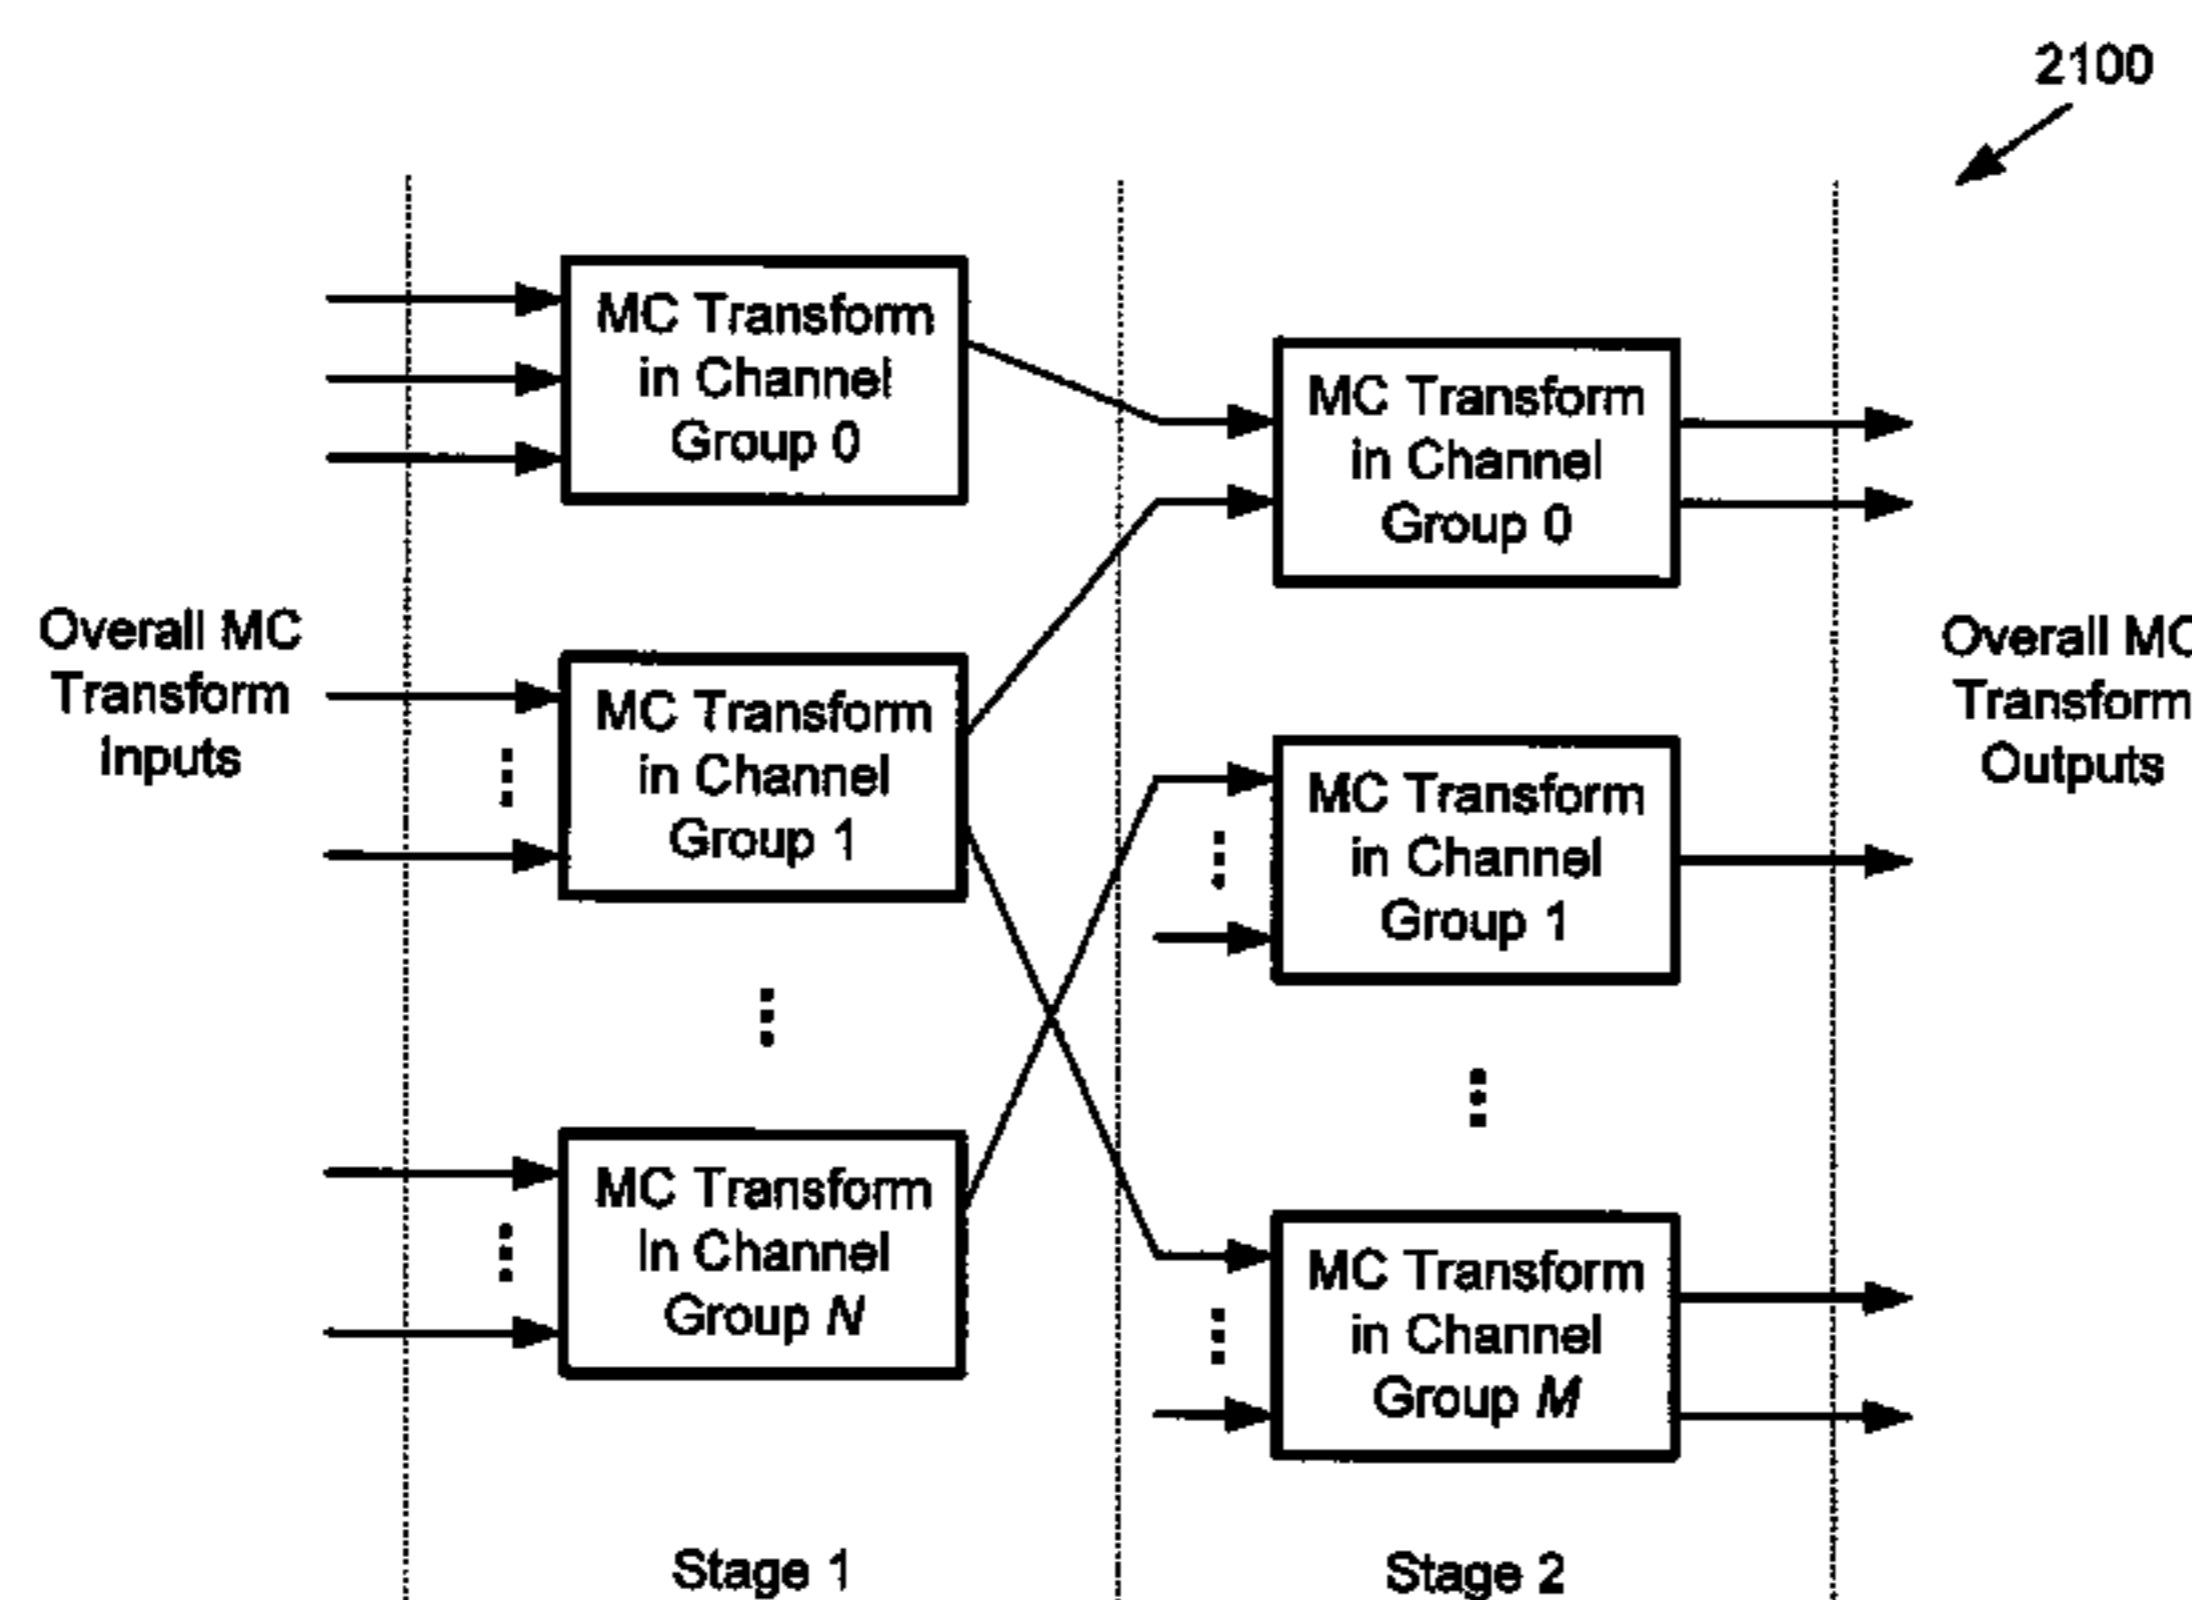 2100
MC Transform
in Channel
Group 0
MC Transform
in Channel
Group 0
Overall MC
Transform
Inputs
MC Transform
in Channel
Group 1
MC Transform
in Channel
Group 1
Overall MC
Transform
Outputs
MC Transform
in Channel
Group N
MC Transform
in Channel
Group M
Stage 1
Stage 2